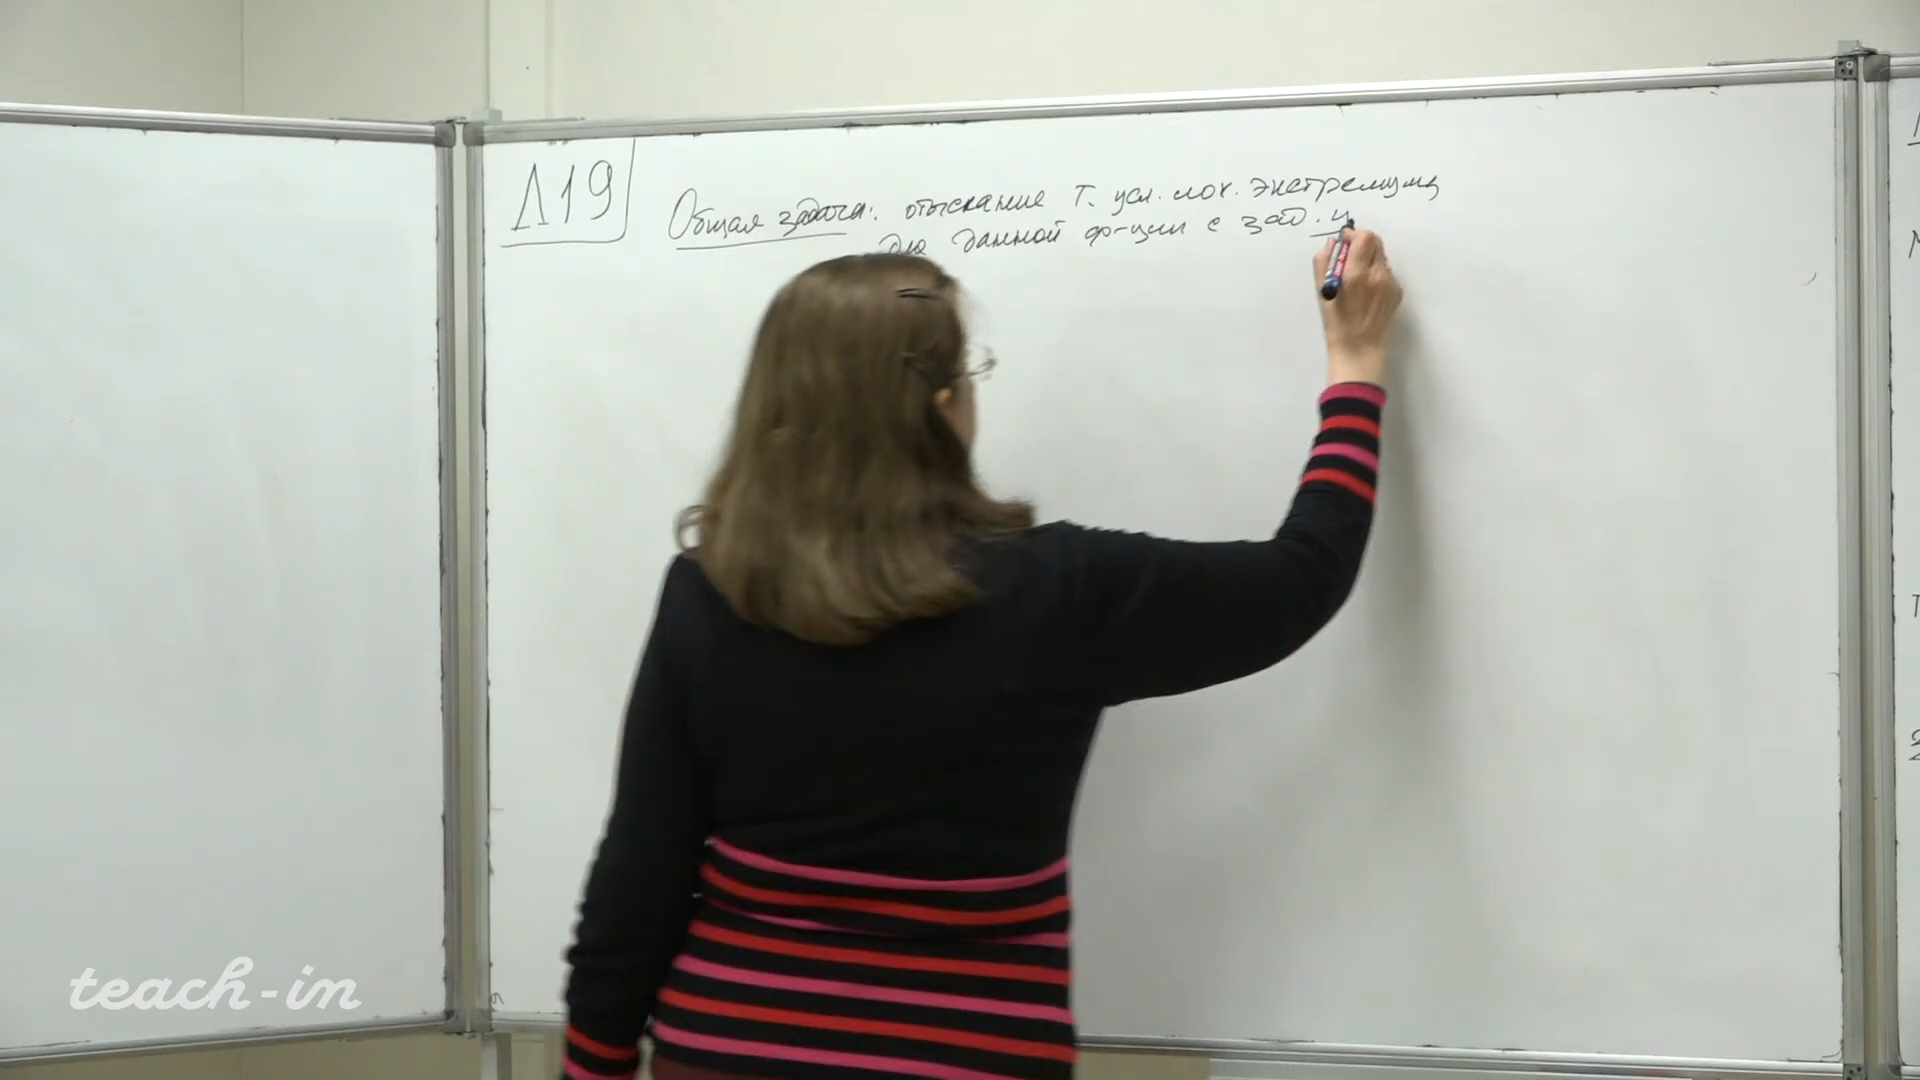 Л19
Общая задача: отыскание т. усл. лок. экстремума
для данной ф-ции с зад. у
teach-in